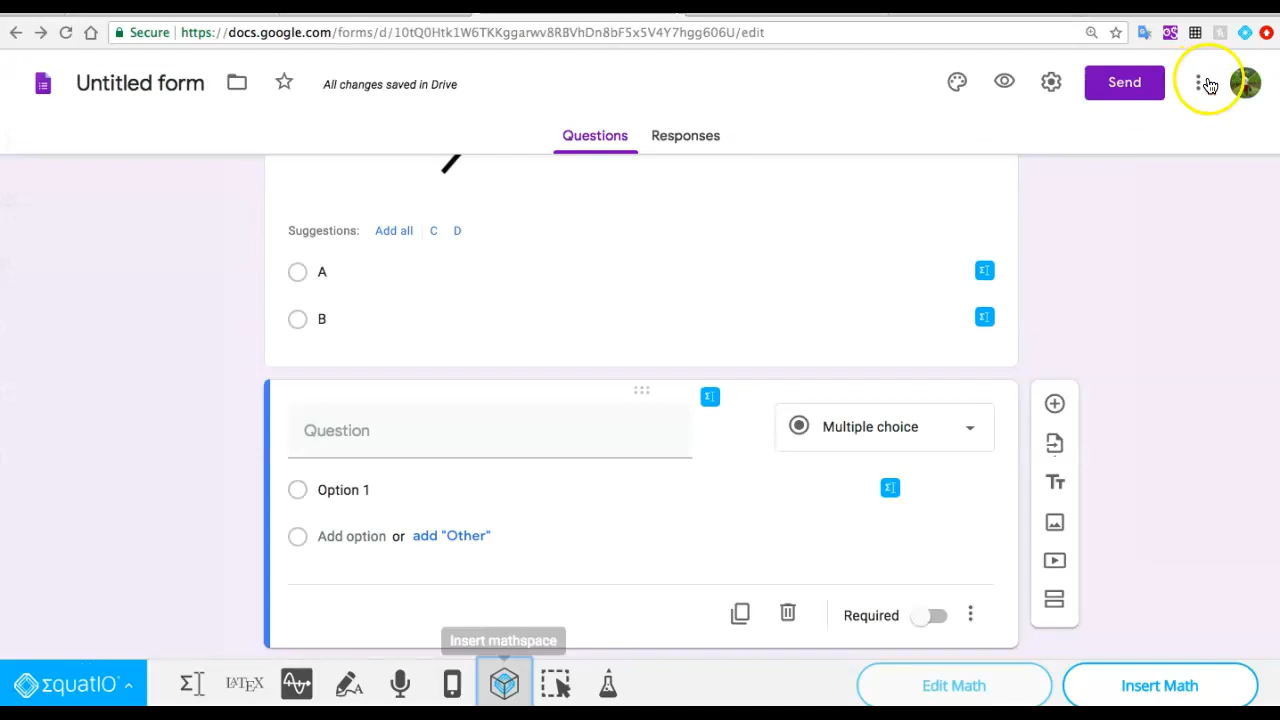 Secure https://docs.google.com/forms/d/10tQ0Htk1W6TKKggarwv8RBVhDn8bF5x5V4Y7hgg606U/edit
Untitled form All changes saved in Drive Send
Questions Responses
Suggestions: Add all C D
A
B
Question Multiple choice
Option 1
Add option or add "Other"
Required
Insert mathspace
ΣquatIO LATEX Edit Math Insert Math